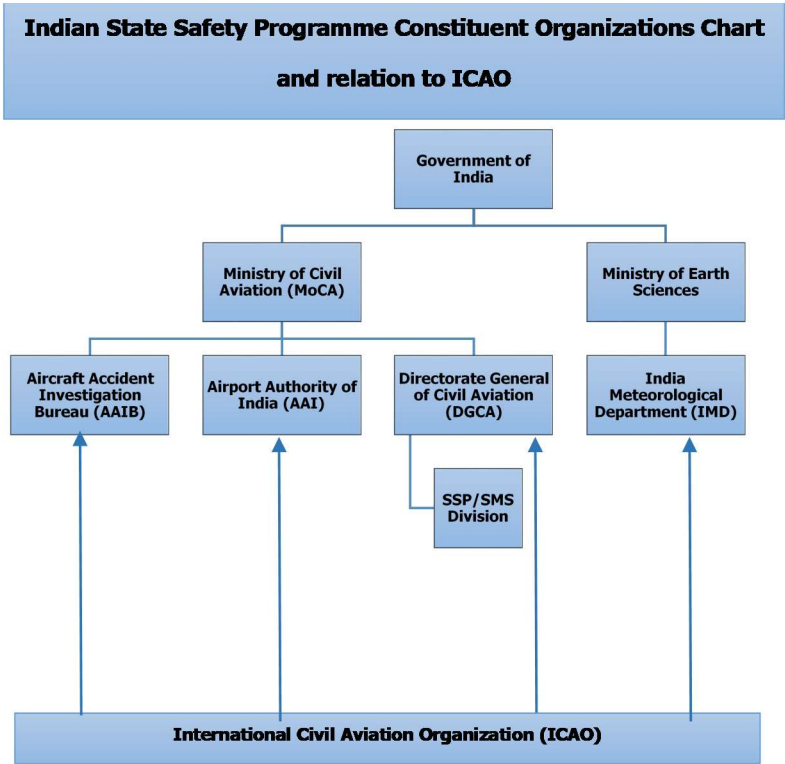 Indian State Safety Programme Constituent Organizations Chart
and relation to ICAO
Government of
India
Ministry of Civil
Aviation (MoCA)
Ministry of Earth
Sciences
Aircraft Accident
Investigation
Bureau (AAIB)
Airport Authority of
India (AAI)
Directorate General
of Civil Aviation
(DGCA)
India
Meteorological
Department (IMD)
SSP/SMS
Division
International Civil Aviation Organization (ICAO)